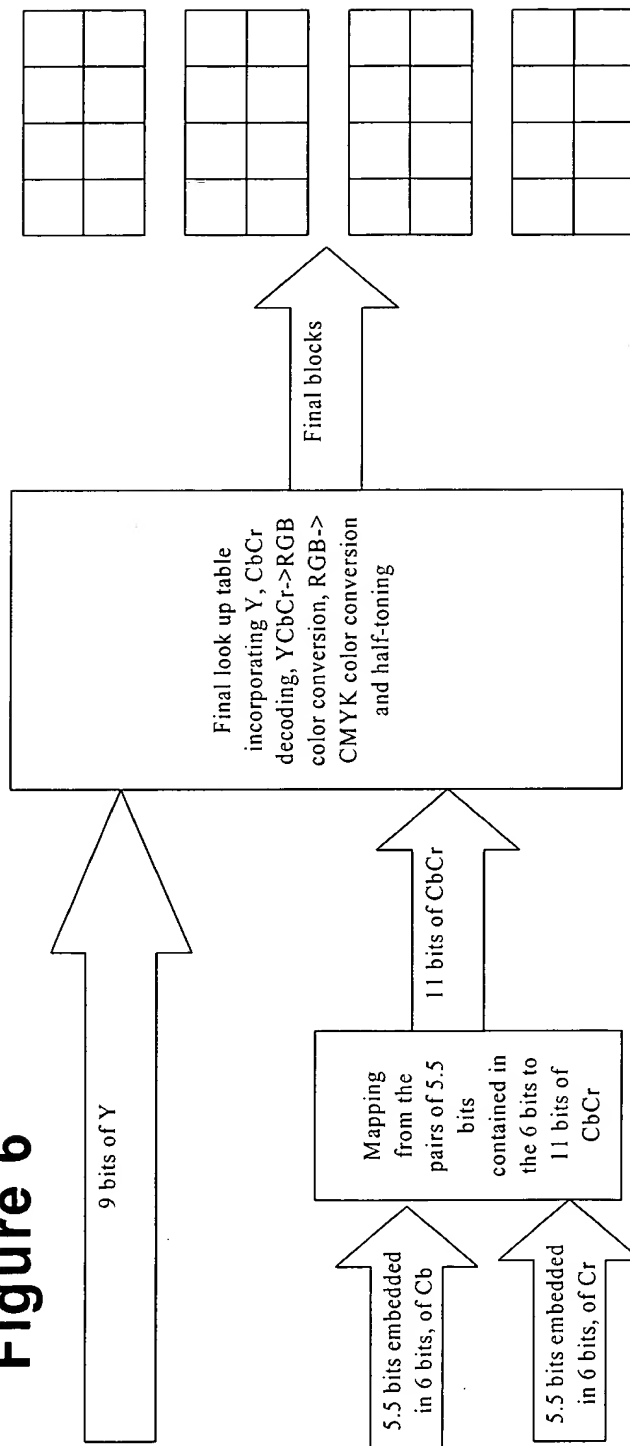 Figure 6
9 bits of Y
5.5 bits embedded
in 6 bits, of Cb
5.5 bits embedded
in 6 bits, of Cr
Mapping
from the
pairs of 5.5
bits
contained in
the 6 bits to
11 bits of
CbCr
11 bits of CbCr
Final look up table
incorporating Y, CbCr
decoding, YCbCr->RGB
color conversion, RGB->
CMYK color conversion
and half-toning
Final blocks